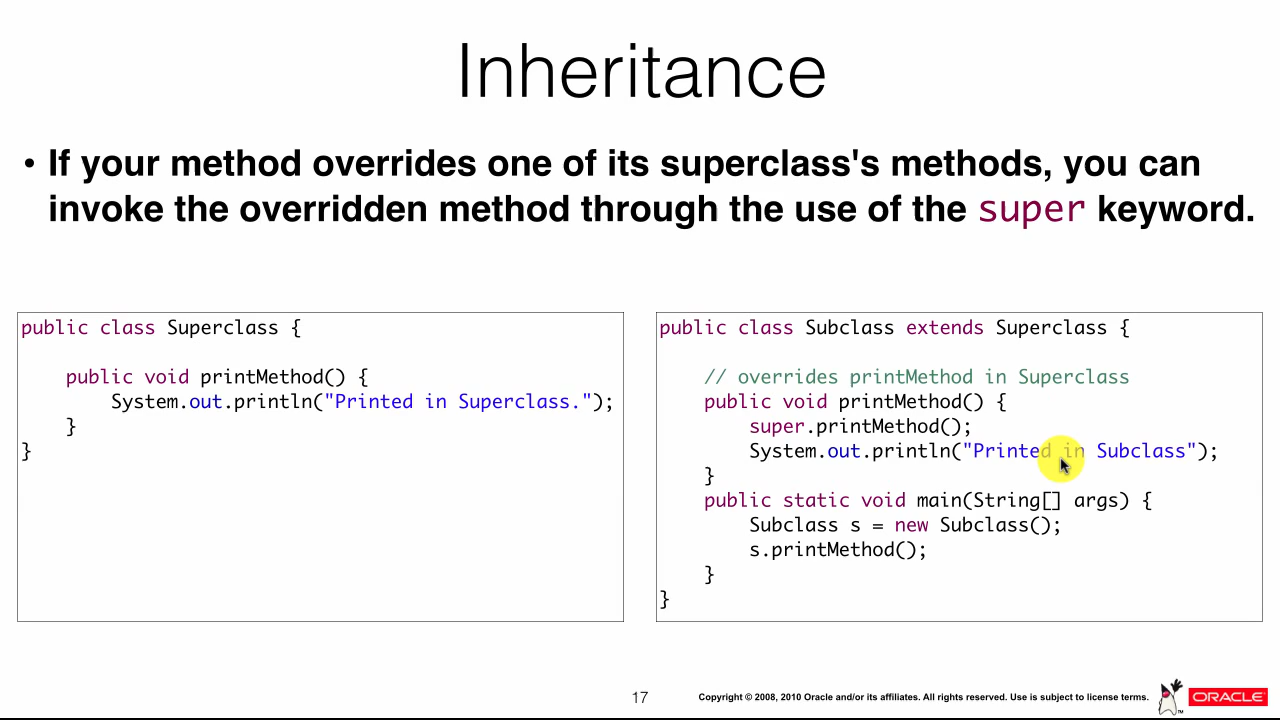 Inheritance
• If your method overrides one of its superclass's methods, you can
invoke the overridden method through the use of the super keyword.
public class Superclass {
    public void printMethod() {
        System.out.println("Printed in Superclass.");
    }
}
public class Subclass extends Superclass {
    // overrides printMethod in Superclass
    public void printMethod() {
        super.printMethod();
        System.out.println("Printed in Subclass");
    }
    public static void main(String[] args) {
        Subclass s = new Subclass();
        s.printMethod();
    }
}
17
Copyright © 2008, 2010 Oracle and/or its affiliates. All rights reserved. Use is subject to license terms.
TM
ORACLE